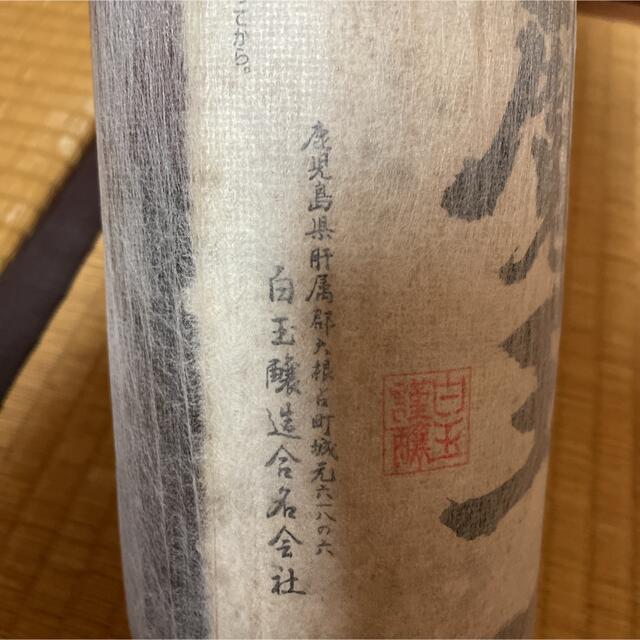 鹿児島県肝属郡大根占町城元六一八の六
白玉醸造合名会社
白玉
謹醸
てから。